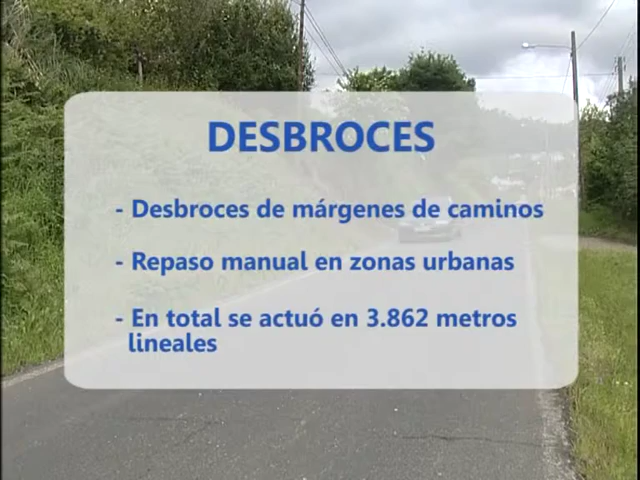 DESBROCES
- Desbroces de márgenes de caminos
- Repaso manual en zonas urbanas
- En total se actuó en 3.862 metros
lineales